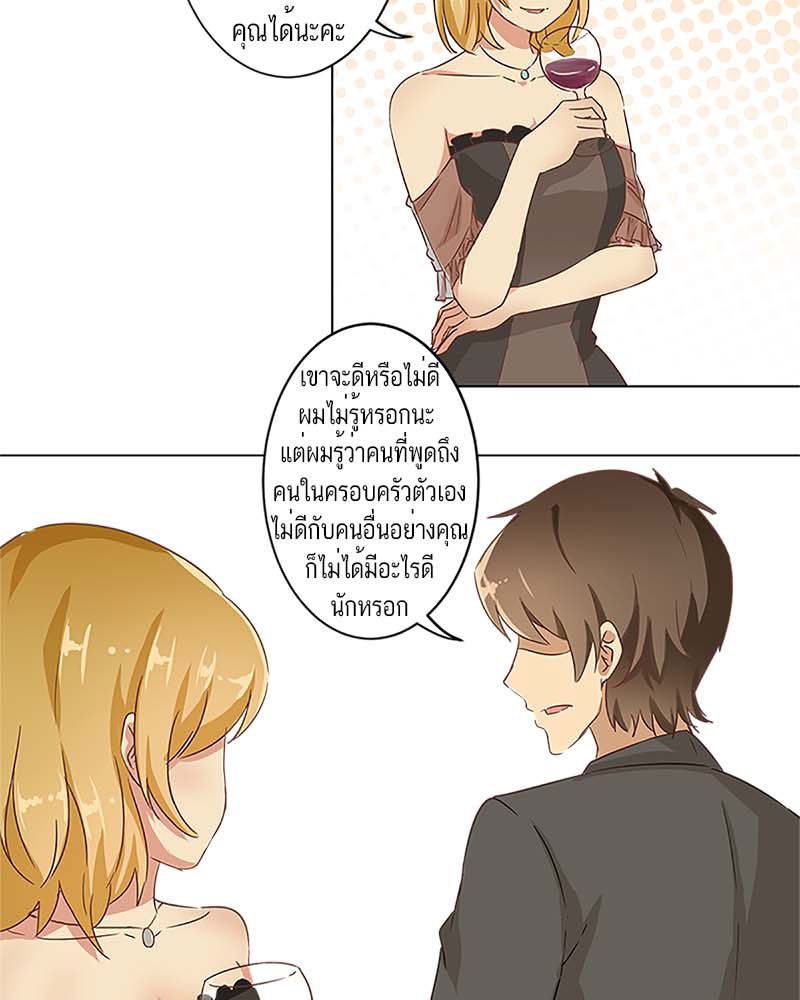 คุณได้นะคะ
เขาจะดีหรือไม่ดี
ผมไม่รู้หรอกนะ
แต่ผมรู้ว่าคนที่พูดถึง
คนในครอบครัวตัวเอง
ไม่ดีกับคนอื่นอย่างคุณ
ก็ไม่ได้มีอะไรดี
นักหรอก